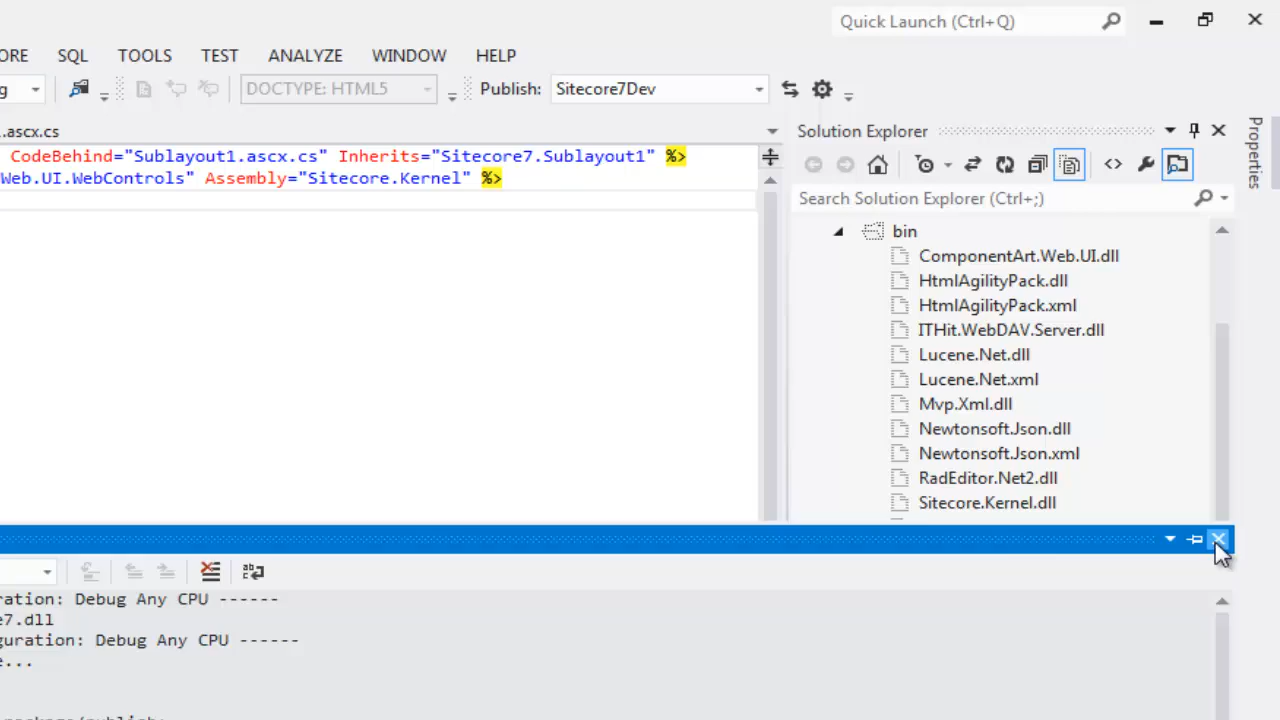 Quick Launch (Ctrl+Q)
ORE SQL TOOLS TEST ANALYZE WINDOW HELP
g DOCTYPE: HTML5 Publish: Sitecore7Dev
.ascx.cs
Solution Explorer
Properties
CodeBehind="Sublayout1.ascx.cs" Inherits="Sitecore7.Sublayout1" %>
Web.UI.WebControls" Assembly="Sitecore.Kernel" %>
Search Solution Explorer (Ctrl+;)
bin
ComponentArt.Web.UI.dll
HtmlAgilityPack.dll
HtmlAgilityPack.xml
ITHit.WebDAV.Server.dll
Lucene.Net.dll
Lucene.Net.xml
Mvp.Xml.dll
Newtonsoft.Json.dll
Newtonsoft.Json.xml
RadEditor.Net2.dll
Sitecore.Kernel.dll
ration: Debug Any CPU ------
e7.dll
guration: Debug Any CPU ------
e...